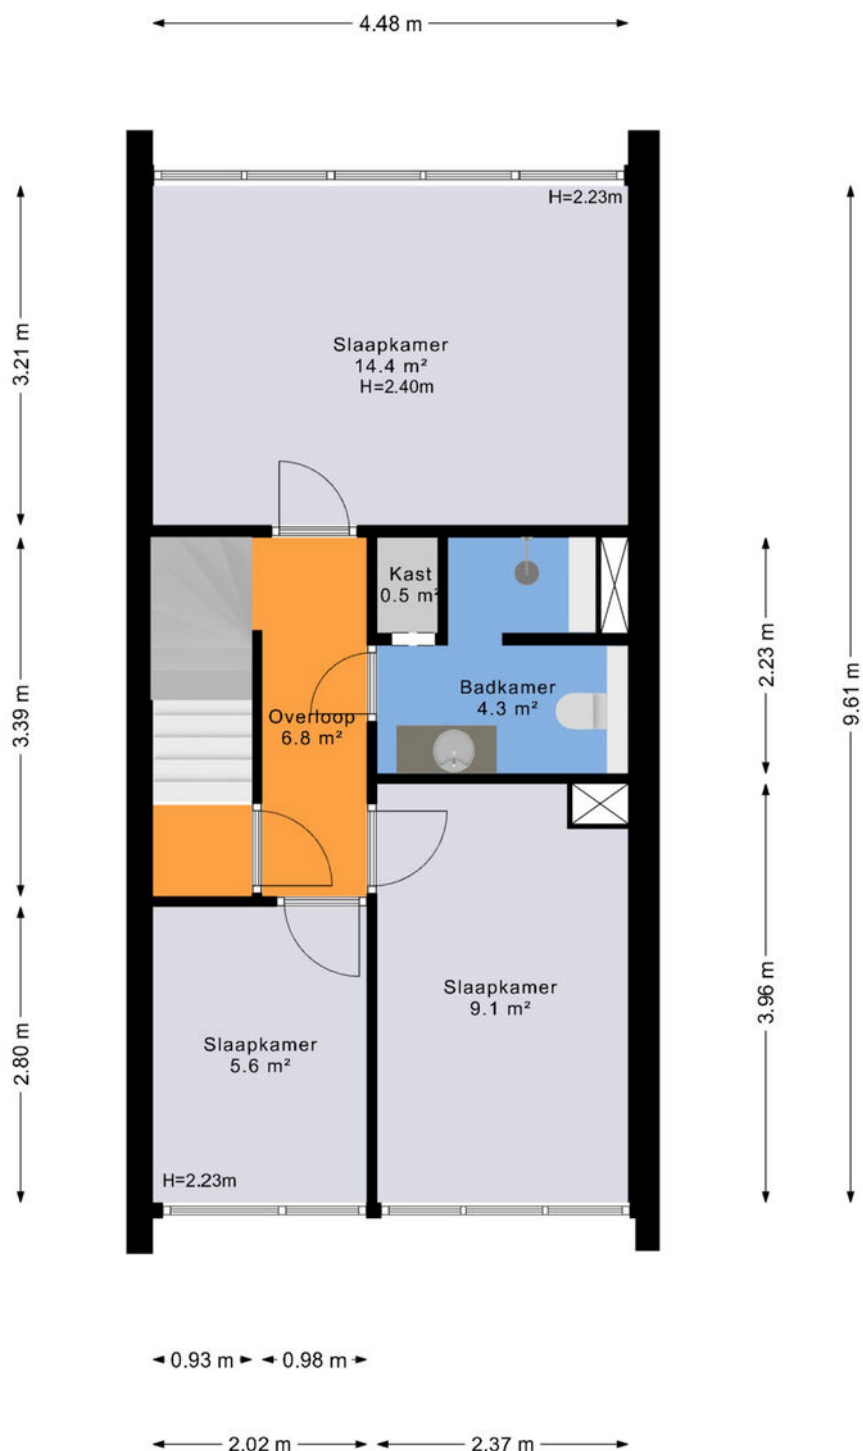 4.48 m
H=2.23m
3.21 m
Slaapkamer
14.4 m²
H=2.40m
Kast
0.5 m²
2.23 m
9.61 m
3.39 m
Badkamer
4.3 m²
Overloop
6.8 m²
3.96 m
Slaapkamer
9.1 m²
2.80 m
Slaapkamer
5.6 m²
H=2.23m
0.93 m
0.98 m
2.02 m
2.37 m